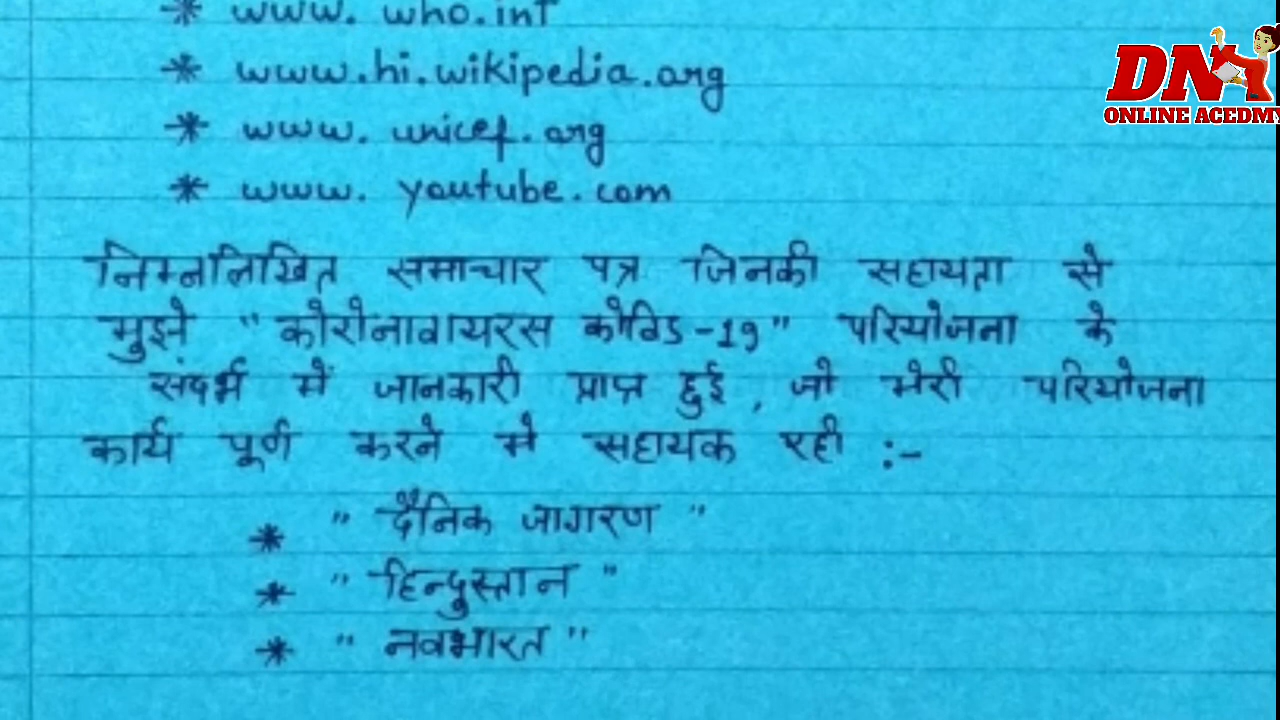 * www. who.int
* www.hi.wikipedia.org
* www. unicef.org
* www. youtube.com
निम्नलिखित समाचार पत्र जिनकी सहायता से
मुझे "कोरोनावायरस कोविड-19" परियोजना के
संदर्भ में जानकारी प्राप्त हुई, जो मेरी परियोजना
कार्य पूर्ण करने मे सहायक रही :-
* " दैनिक जागरण "
* " हिन्दुस्तान "
* " नवभारत "
DN
ONLINE ACEDMY